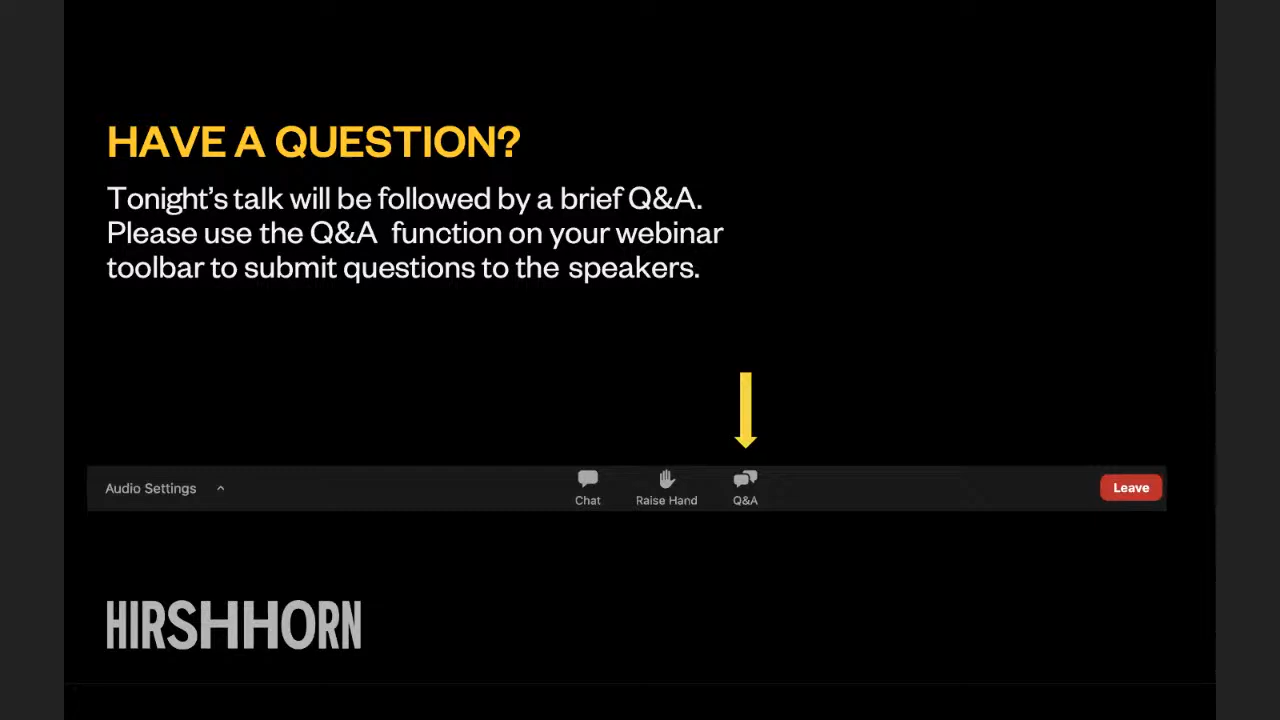 HAVE A QUESTION?
Tonight's talk will be followed by a brief Q&A.
Please use the Q&A function on your webinar
toolbar to submit questions to the speakers.
Audio Settings
Chat
Raise Hand
Q&A
Leave
HIRSHHORN